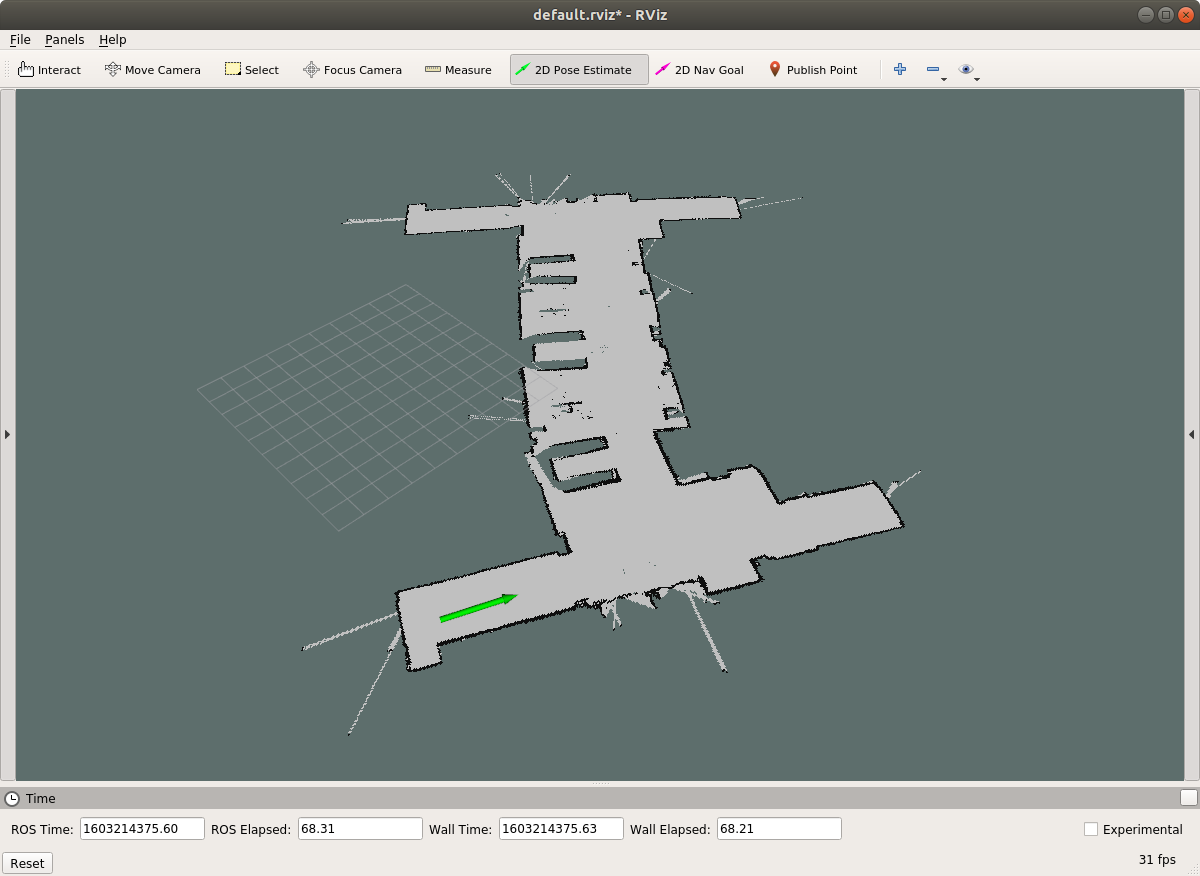 default.rviz* - RViz
File Panels Help
Interact Move Camera Select Focus Camera Measure 2D Pose Estimate 2D Nav Goal Publish Point
Time
ROS Time: 1603214375.60 ROS Elapsed: 68.31 Wall Time: 1603214375.63 Wall Elapsed: 68.21 Experimental
Reset 31 fps